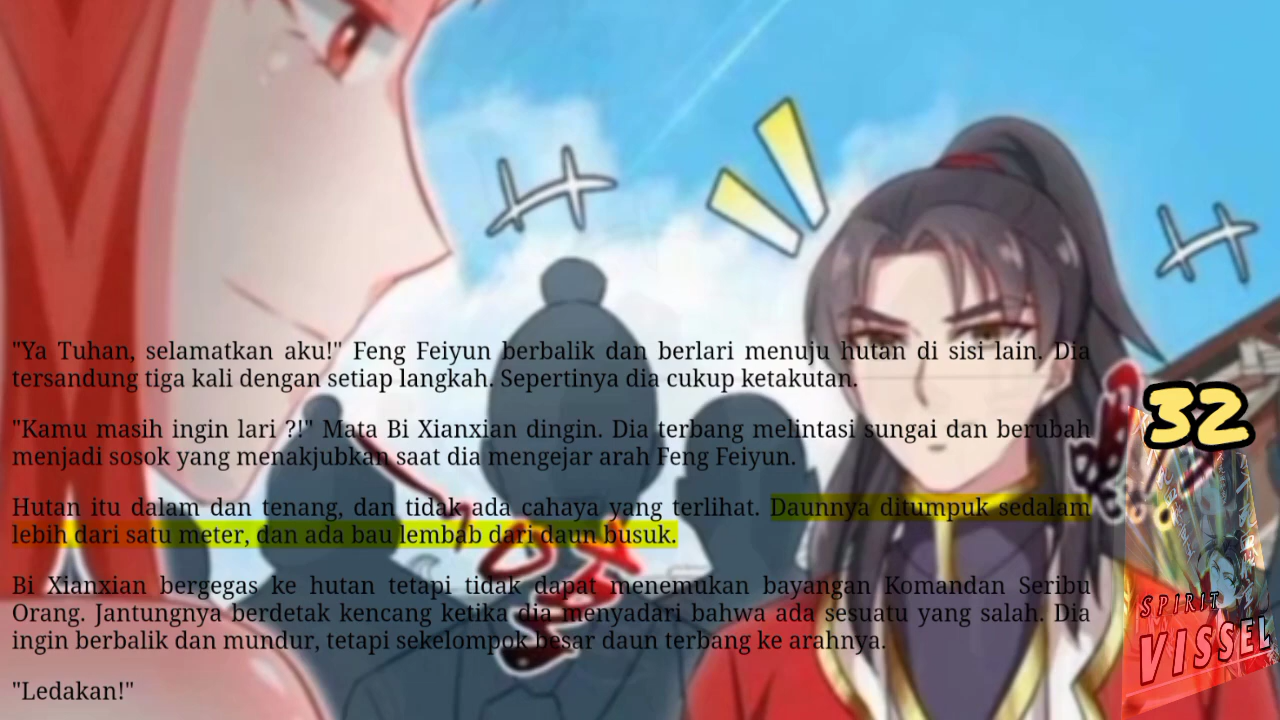 "Ya Tuhan, selamatkan aku!" Feng Feiyun berbalik dan berlari menuju hutan di sisi lain. Dia
tersandung tiga kali dengan setiap langkah. Sepertinya dia cukup ketakutan.
"Kamu masih ingin lari ?!" Mata Bi Xianxian dingin. Dia terbang melintasi sungai dan berubah
menjadi sosok yang menakjubkan saat dia mengejar arah Feng Feiyun.
Hutan itu dalam dan tenang, dan tidak ada cahaya yang terlihat. Daunnya ditumpuk sedalam
lebih dari satu meter, dan ada bau lembab dari daun busuk.
Bi Xianxian bergegas ke hutan tetapi tidak dapat menemukan bayangan Komandan Seribu
Orang. Jantungnya berdetak kencang ketika dia menyadari bahwa ada sesuatu yang salah. Dia
ingin berbalik dan mundur, tetapi sekelompok besar daun terbang ke arahnya.
"Ledakan!"
32
SPIRIT
VISSEL